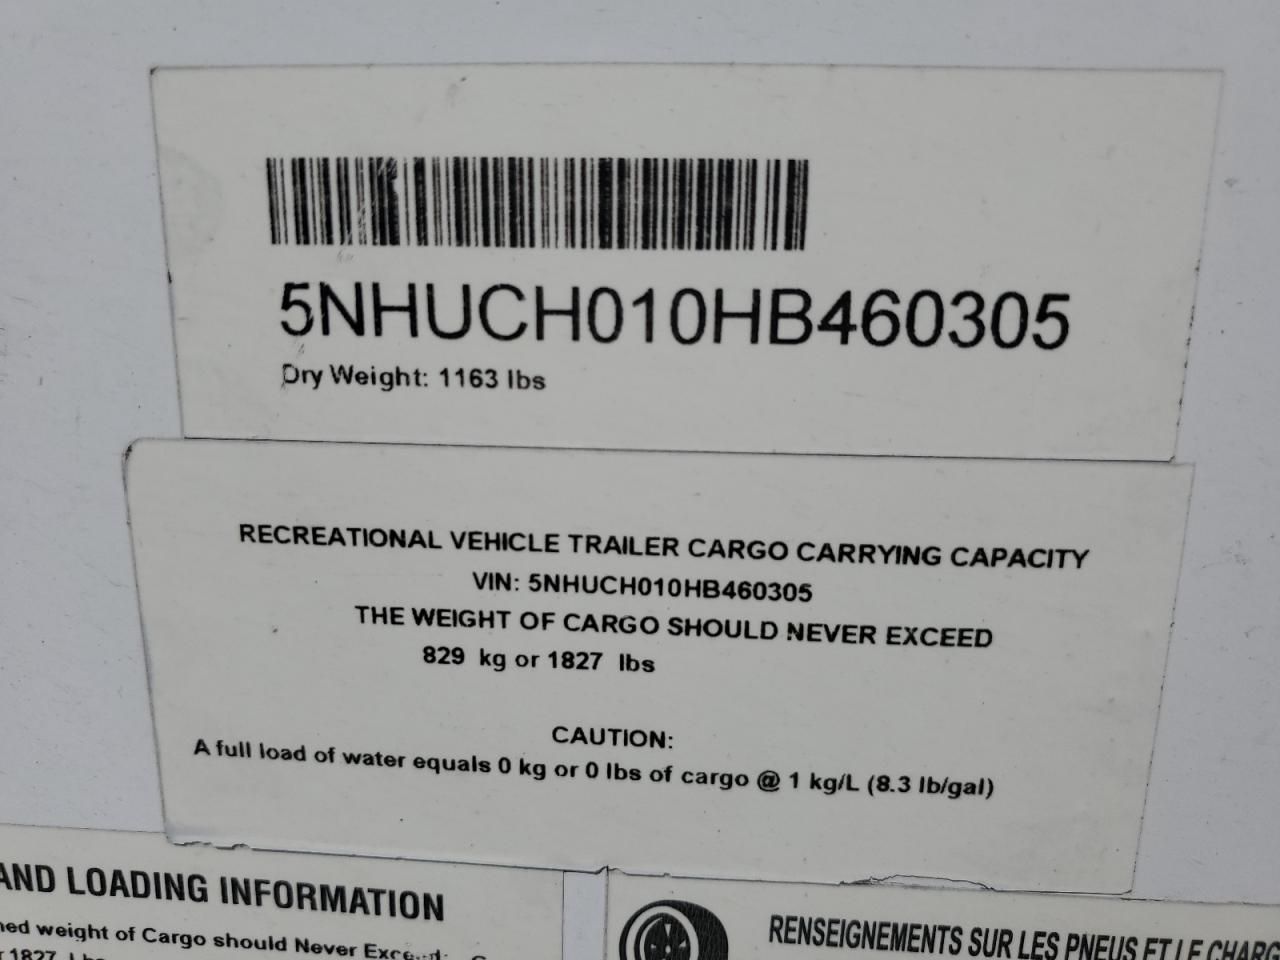 5NHUCH010HB460305
Dry Weight: 1163 lbs
RECREATIONAL VEHICLE TRAILER CARGO CARRYING CAPACITY
VIN: 5NHUCH010HB460305
THE WEIGHT OF CARGO SHOULD NEVER EXCEED
829 kg or 1827 lbs
CAUTION:
A full load of water equals 0 kg or 0 lbs of cargo @ 1 kg/L (8.3 lb/gal)
AND LOADING INFORMATION
weight of Cargo should Never
1827
RENSEIGNEMENTS SUR LES PNEUS ET LE